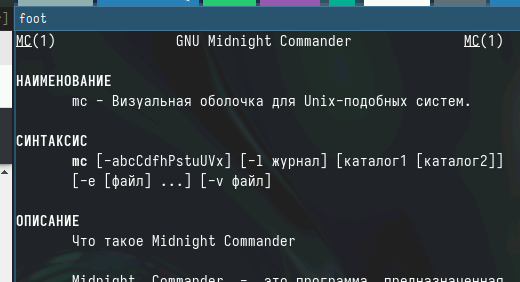 foot
MC(1) GNU Midnight Commander MC(1)
НАИМЕНОВАНИЕ
mc - Визуальная оболочка для Unix-подобных систем.
СИНТАКСИС
mc [-abcCdfhPstuUVx] [-l журнал] [каталог1 [каталог2]]
[-e [файл] ...] [-v файл]
ОПИСАНИЕ
Что такое Midnight Commander
Midnight Commander - это программа, предназначенная